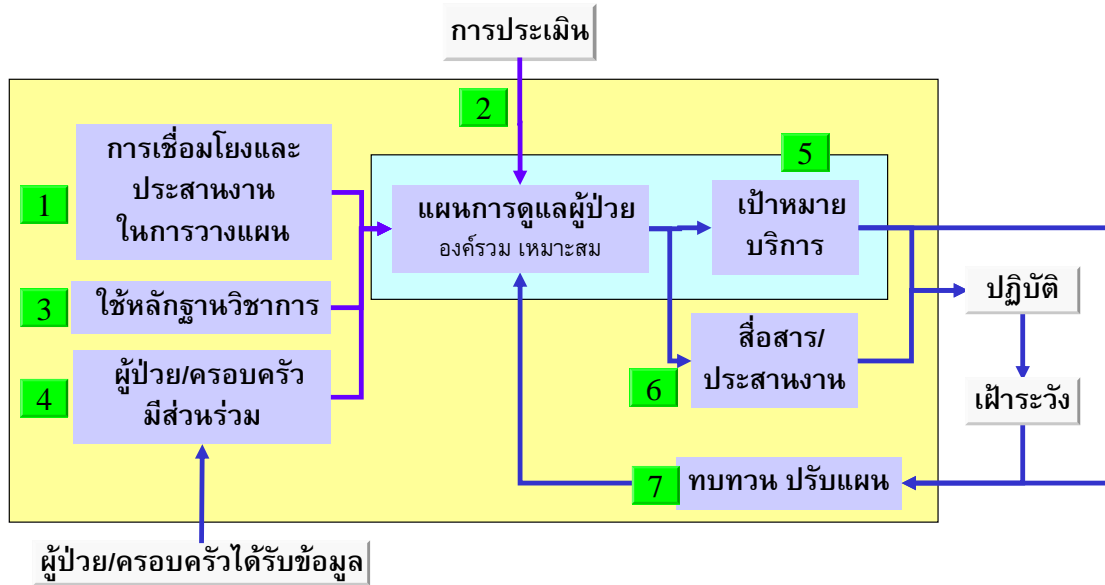 การประเมิน
2
5
1
การเชื่อมโยงและ
ประสานงาน
ในการวางแผน
แผนการดูแลผู้ป่วย
องค์รวม เหมาะสม
เป้าหมาย
บริการ
3
ใช้หลักฐานวิชาการ
ปฏิบัติ
4
ผู้ป่วย/ครอบครัว
มีส่วนร่วม
6
สื่อสาร/
ประสานงาน
เฝ้าระวัง
7
ทบทวน ปรับแผน
ผู้ป่วย/ครอบครัวได้รับข้อมูล